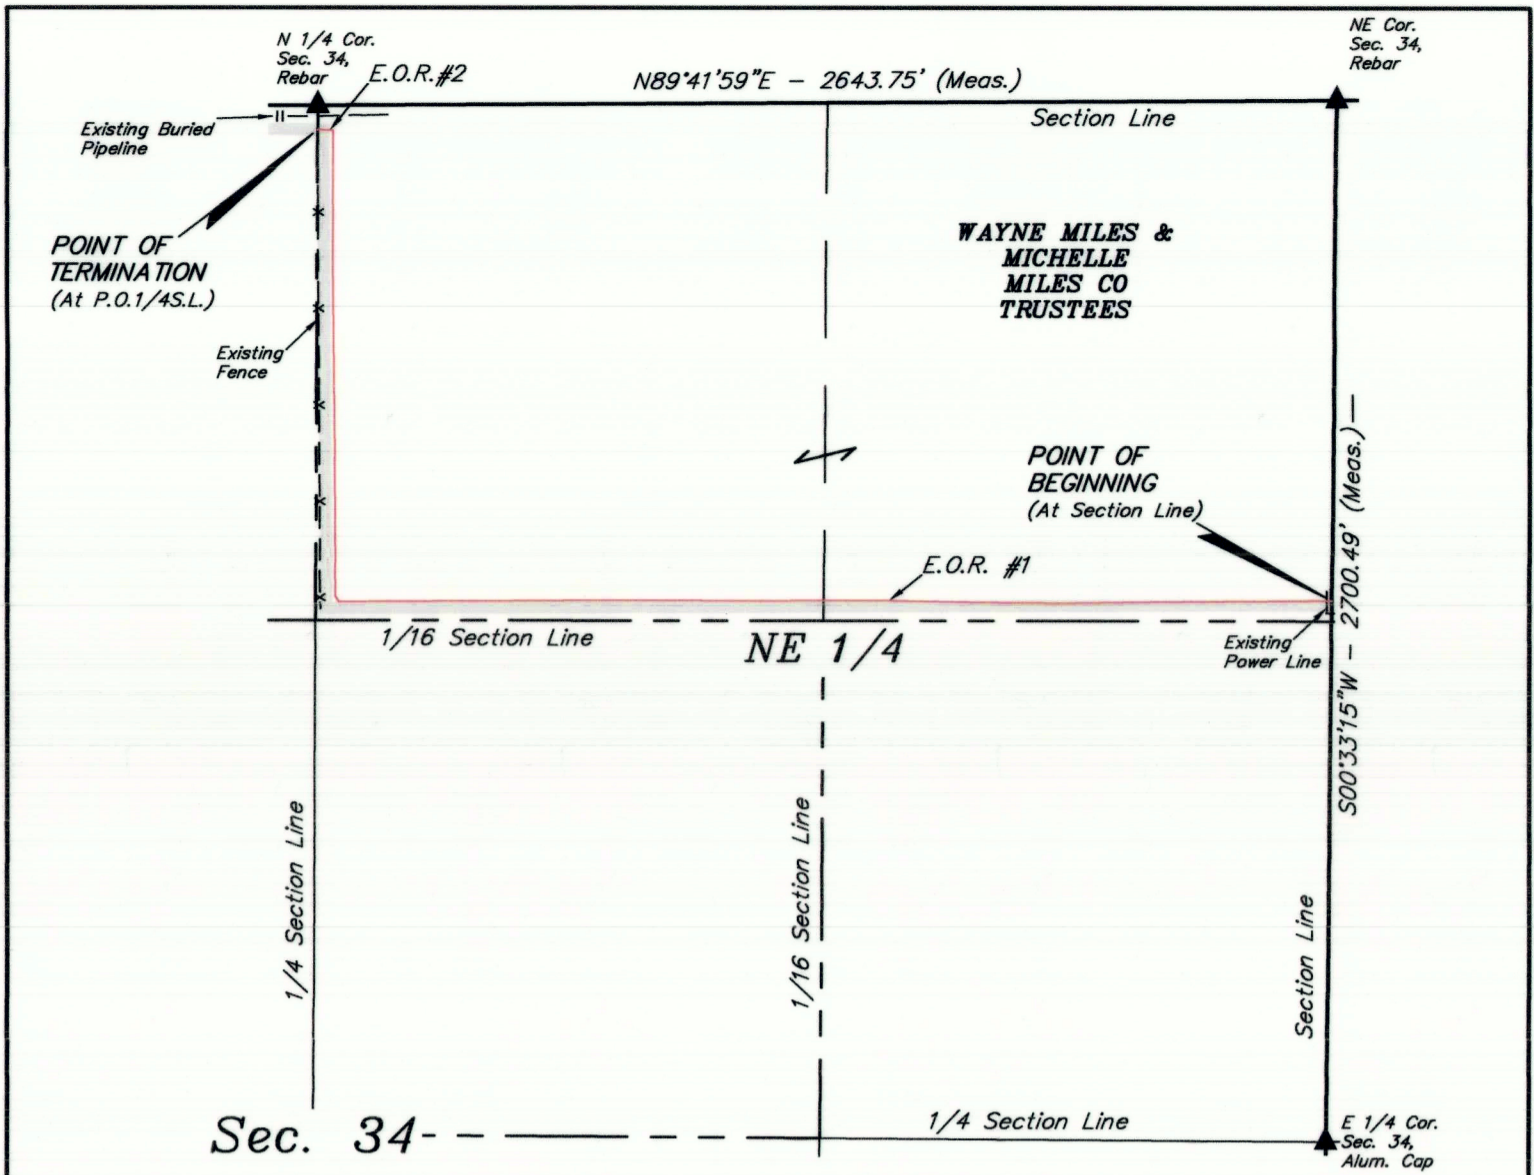 N 1/4 Cor.
Sec. 34,
Rebar
E.O.R.#2
N89°41'59"E - 2643.75' (Meas.)
NE Cor.
Sec. 34,
Rebar
Section Line
Existing Buried
Pipeline
POINT OF
TERMINATION
(At P.O.1/4S.L.)
WAYNE MILES &
MICHELLE
MILES CO
TRUSTEES
Existing
Fence
POINT OF
BEGINNING
(At Section Line)
S00°33'15"W - 2700.49' (Meas.)
E.O.R. #1
1/16 Section Line
NE 1/4
Existing
Power Line
1/4 Section Line
1/16 Section Line
Section Line
Sec. 34
1/4 Section Line
E 1/4 Cor.
Sec. 34,
Alum. Cap